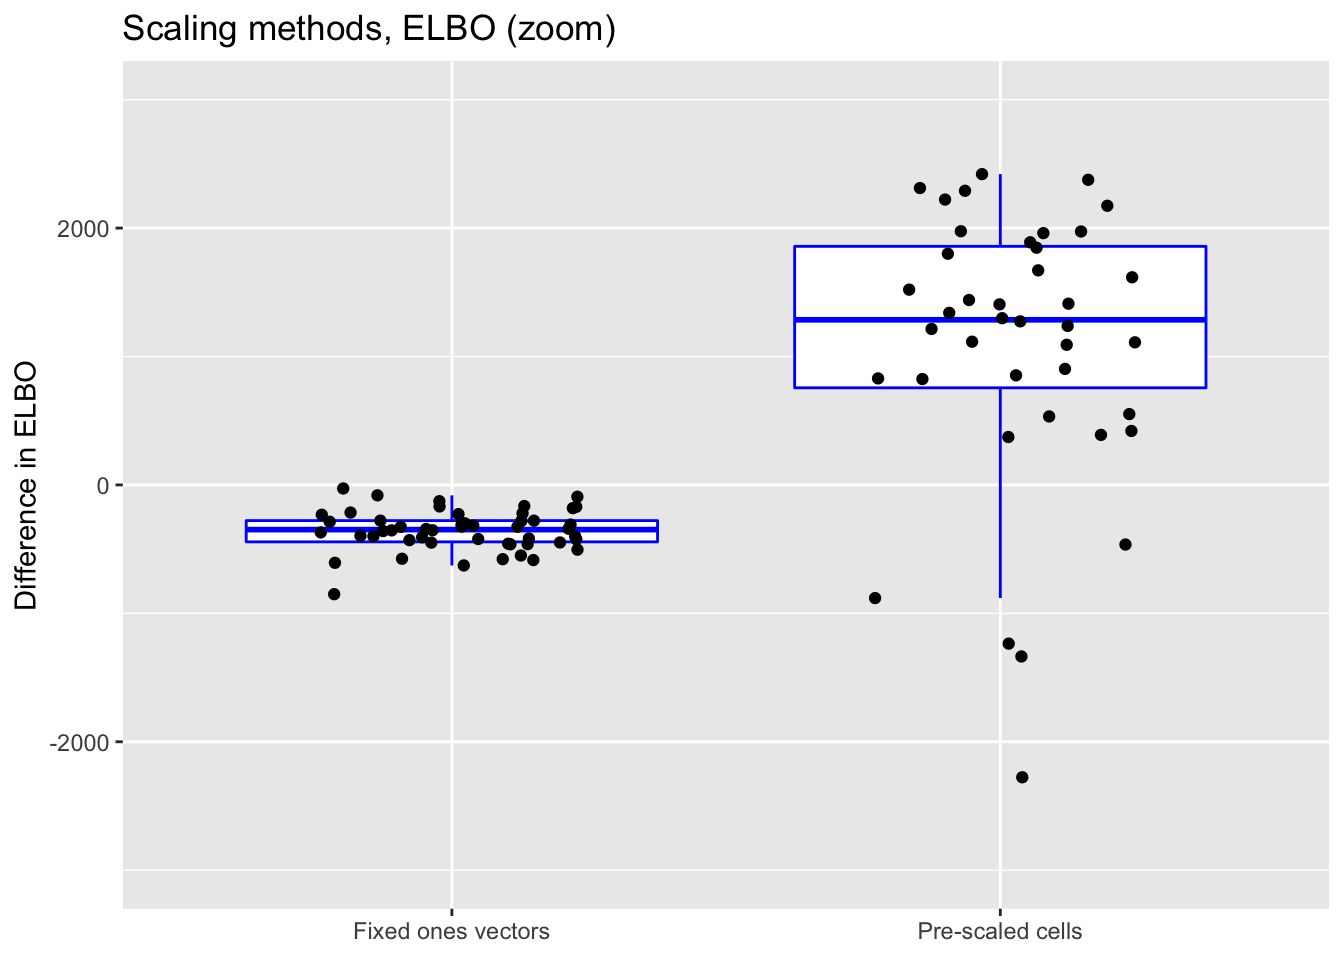 Scaling methods, ELBO (zoom)
Difference in ELBO
2000
0
-2000
Fixed ones vectors
Pre-scaled cells